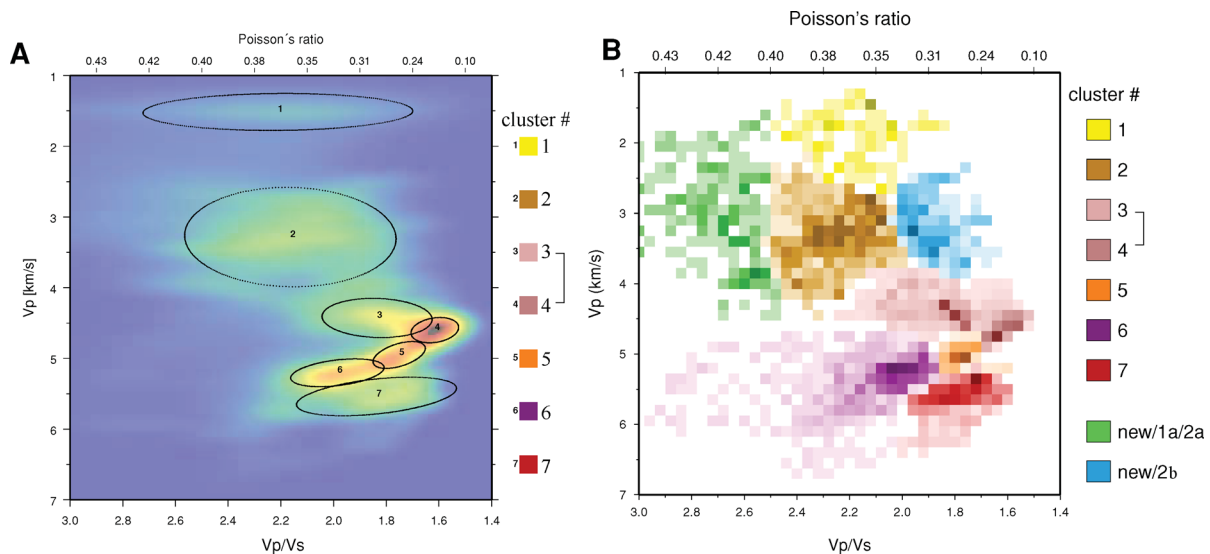 A
Poisson´s ratio
0.43 0.42 0.40 0.38 0.35 0.31 0.24 0.10
1
2
3
4
5
6
7
Vp [km/s]
1
2
3
4
5
6
7
3.0 2.8 2.6 2.4 2.2 2.0 1.8 1.6 1.4
Vp/Vs
cluster #
1 1
2 2
3 3
4 4
5 5
6 6
7 7
B
Poisson's ratio
0.43 0.42 0.40 0.38 0.35 0.31 0.24 0.10
1
2
3
4
5
6
7
Vp (km/s)
3.0 2.8 2.6 2.4 2.2 2.0 1.8 1.6 1.4
Vp/Vs
cluster #
1
2
3
4
5
6
7
new/1a/2a
new/2b